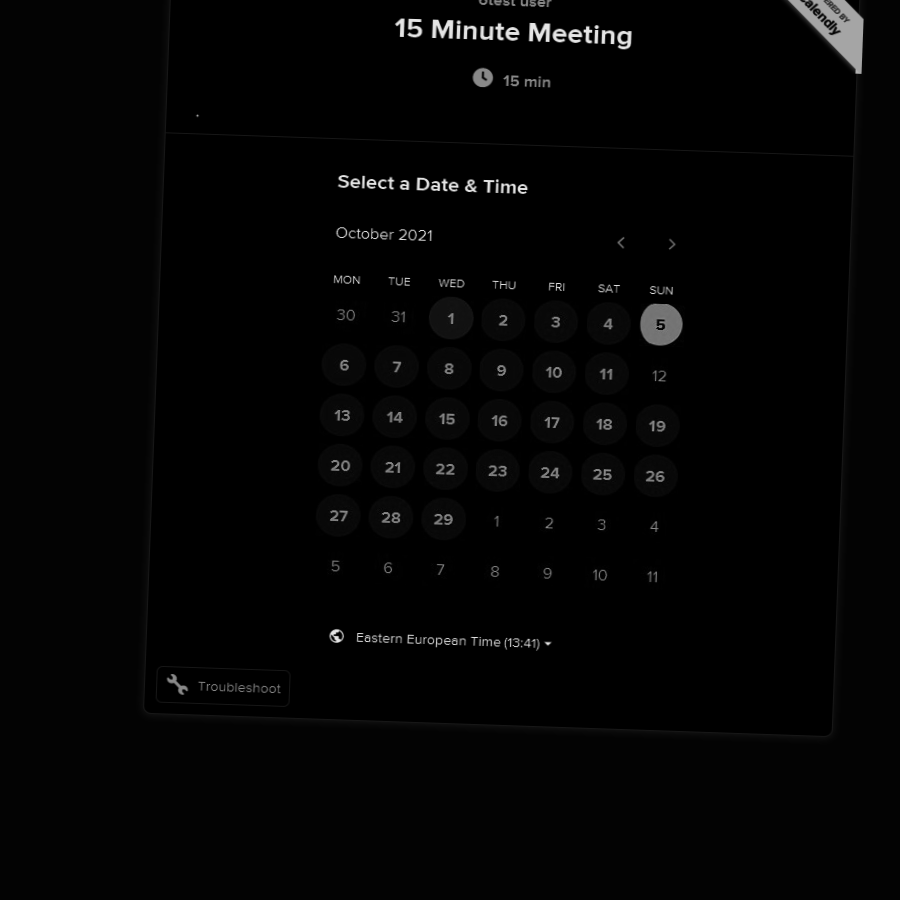 user
15 Minute Meeting
15 min
Select a Date & Time
October 2021
MON TUE WED THU FRI SAT SUN
30 31 1 2 3 4 5
6 7 8 9 10 11 12
13 14 15 16 17 18 19
20 21 22 23 24 25 26
27 28 29 1 2 3 4
5 6 7 8 9 10 11
Eastern European Time (13:41)
Troubleshoot